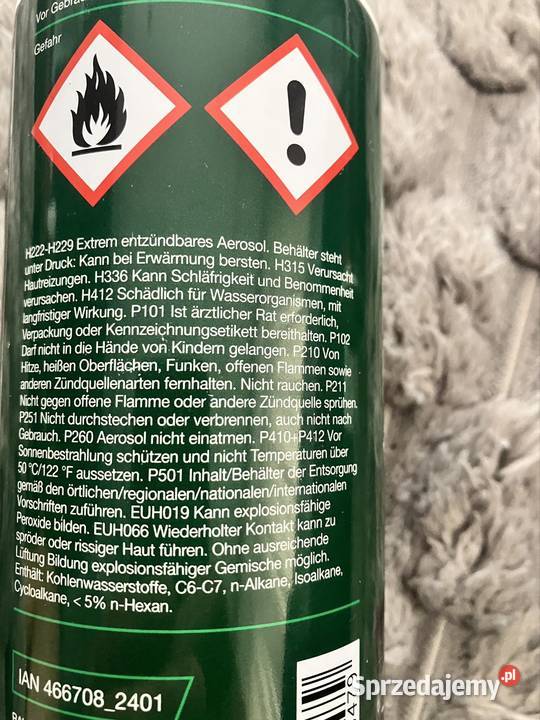 Vor Gebrauch
Gefahr
H222-H229 Extrem entzündbares Aerosol. Behälter steht
unter Druck: Kann bei Erwärmung bersten. H315 Verursacht
Hautreizungen. H336 Kann Schläfrigkeit und Benommenheit
verursachen. H412 Schädlich für Wasserorganismen, mit
langfristiger Wirkung. P101 Ist ärztlicher Rat erforderlich,
Verpackung oder Kennzeichnungsetikett bereithalten. P102
Darf nicht in die Hände von Kindern gelangen. P210 Von
Hitze, heißen Oberflächen, Funken, offenen Flammen sowie
anderen Zündquellenarten fernhalten. Nicht rauchen. P211
Nicht gegen offene Flamme oder andere Zündquelle sprühen.
P251 Nicht durchstechen oder verbrennen, auch nicht nach
Gebrauch. P260 Aerosol nicht einatmen. P410+P412 Vor
Sonnenbestrahlung schützen und nicht Temperaturen über
50 °C/122 °F aussetzen. P501 Inhalt/Behälter der Entsorgung
gemäß den örtlichen/regionalen/nationalen/internationalen
Vorschriften zuführen. EUH019 Kann explosionsfähige
Peroxide bilden. EUH066 Wiederholter Kontakt kann zu
spröder oder rissiger Haut führen. Ohne ausreichende
Lüftung Bildung explosionsfähiger Gemische möglich.
Enthält: Kohlenwasserstoffe, C6-C7, n-Alkane, Isoalkane,
Cycloalkane, < 5% n-Hexan.
IAN 466708_2401
Sprzedajemy.pl